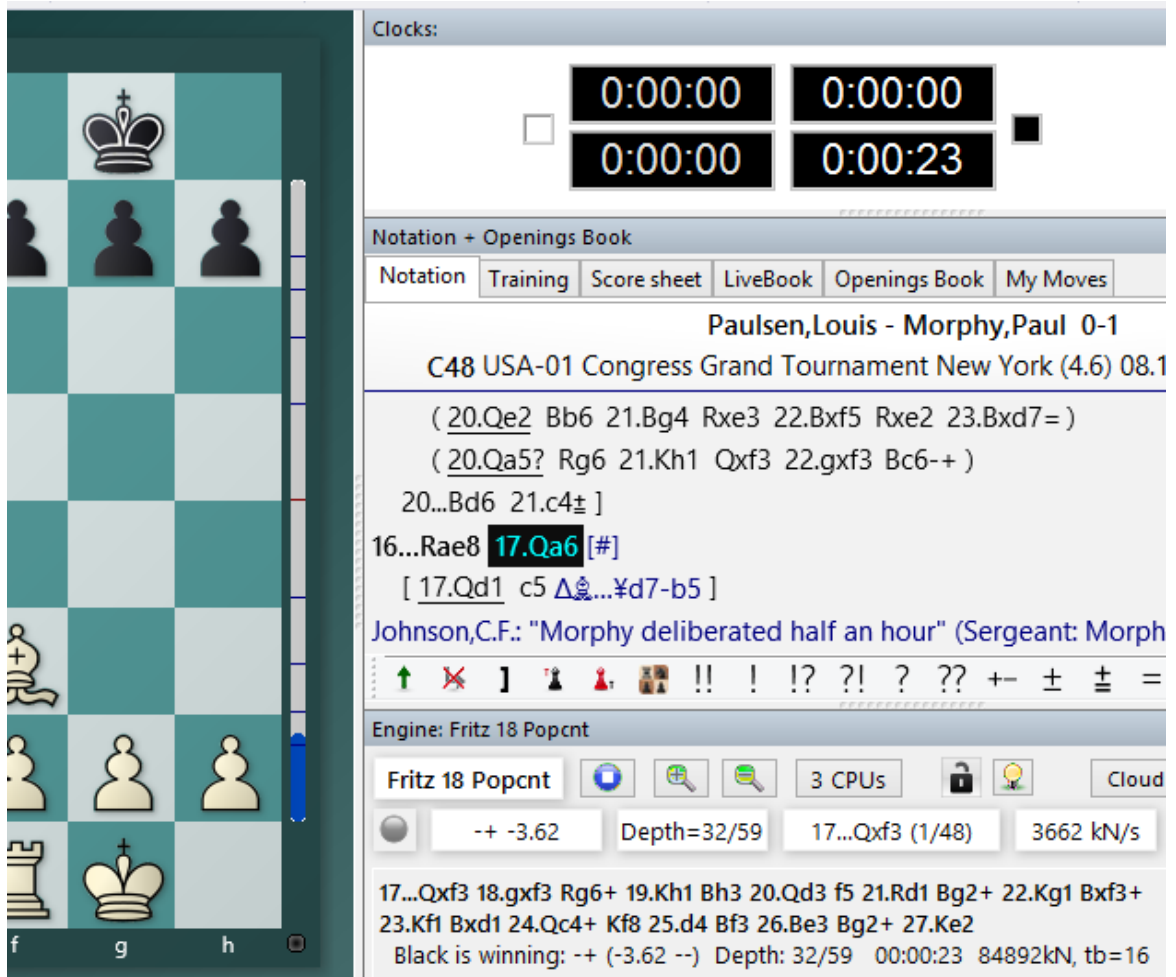 Clocks:
0:00:00 0:00:00
0:00:00 0:00:23
Notation + Openings Book
Notation Training Score sheet LiveBook Openings Book My Moves
Paulsen,Louis - Morphy,Paul 0-1
C48 USA-01 Congress Grand Tournament New York (4.6) 08.1
( 20.Qe2 Bb6 21.Bg4 Rxe3 22.Bxf5 Rxe2 23.Bxd7= )
( 20.Qa5? Rg6 21.Kh1 Qxf3 22.gxf3 Bc6-+ )
20...Bd6 21.c4± ]
16...Rae8 17.Qa6 [#]
[ 17.Qd1 c5 Δ♗...¥d7-b5 ]
Johnson,C.F.: "Morphy deliberated half an hour" (Sergeant: Morph
] !! ! !? ?! ? ?? +− ± ⩲ =
Engine: Fritz 18 Popcnt
Fritz 18 Popcnt 3 CPUs Cloud
-+ -3.62 Depth=32/59 17...Qxf3 (1/48) 3662 kN/s
17...Qxf3 18.gxf3 Rg6+ 19.Kh1 Bh3 20.Qd3 f5 21.Rd1 Bg2+ 22.Kg1 Bxf3+
23.Kf1 Bxd1 24.Qc4+ Kf8 25.d4 Bf3 26.Be3 Bg2+ 27.Ke2
Black is winning: -+ (-3.62 --) Depth: 32/59 00:00:23 84892kN, tb=16
f g h